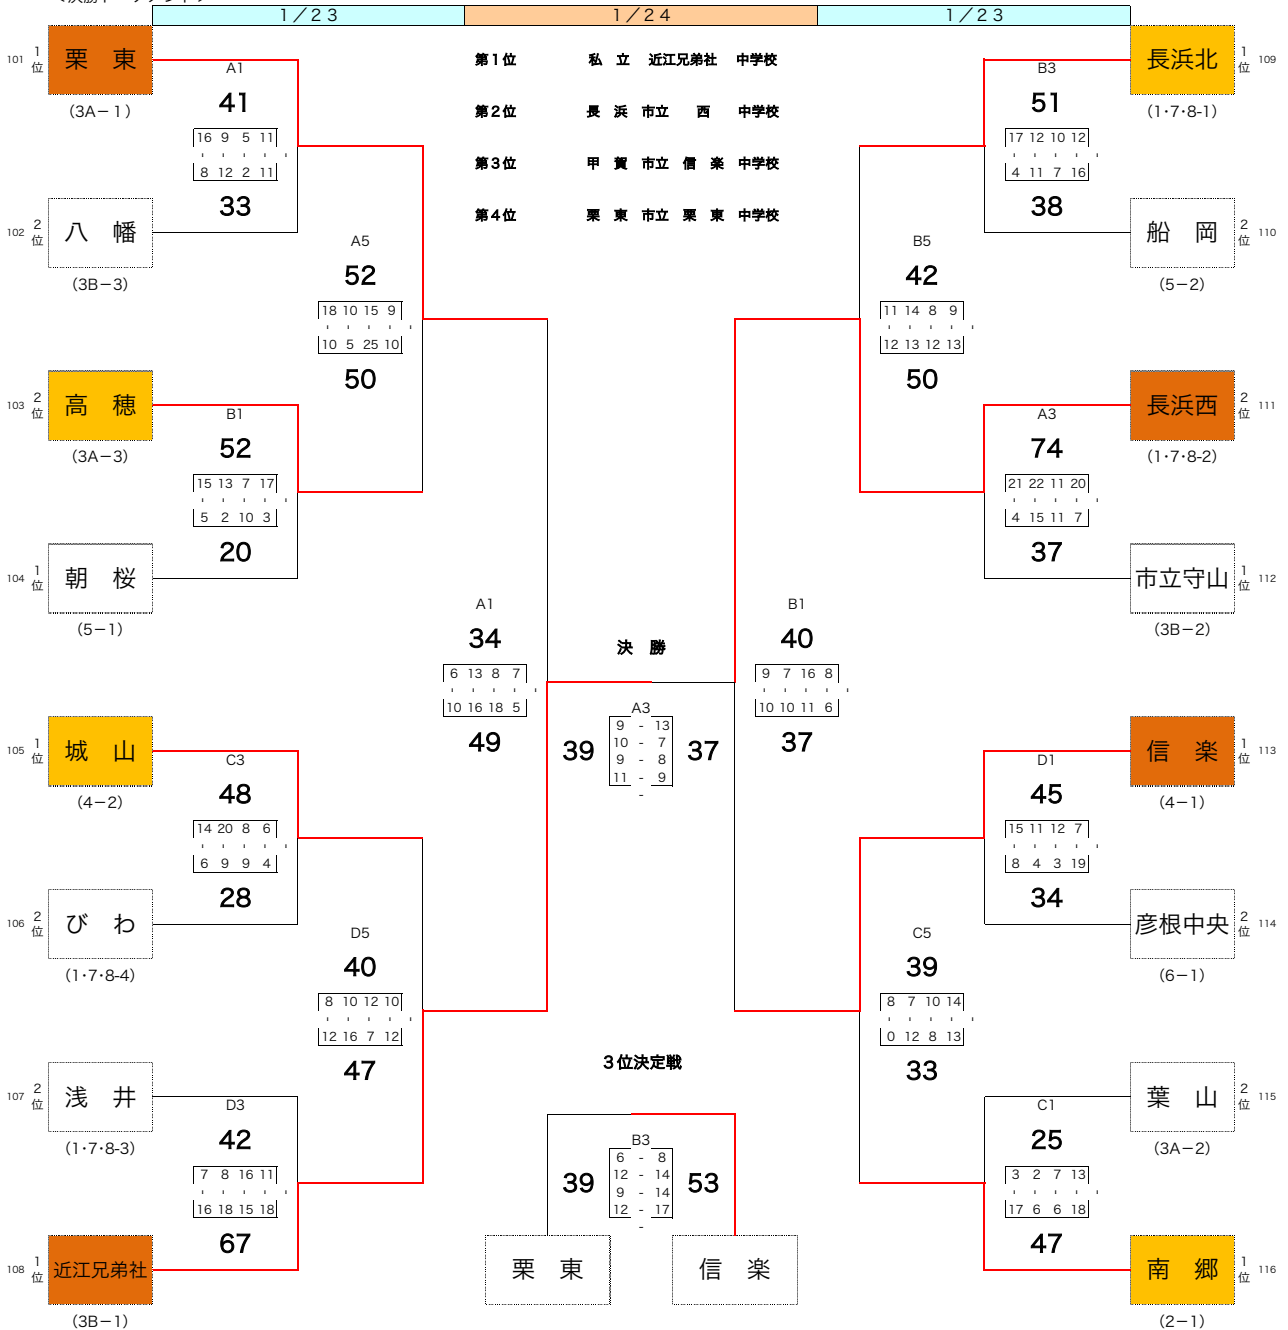 １／２３ １／２４ １／２３
第１位 私 立 近江兄弟社 中学校
第２位 長 浜 市立 西 中学校
第３位 甲 賀 市立 信 楽 中学校
第４位 栗 東 市立 栗 東 中学校
101 1位 栗 東
(3A－１)
A1
41
16 9 5 11
8 12 2 11
33
102 2位 八 幡
(3B－3)
A5
52
18 10 15 9
10 5 25 10
50
103 2位 高 穂
(3A－3)
B1
52
15 13 7 17
5 2 10 3
20
104 1位 朝 桜
(5－1)
A1
34
6 13 8 7
10 16 18 5
49
105 1位 城 山
(4－2)
C3
48
14 20 8 6
6 9 9 4
28
106 2位 び わ
(1･7･8-4)
D5
40
8 10 12 10
12 16 7 12
47
107 2位 浅 井
(1･7･8-3)
D3
42
7 8 16 11
16 18 15 18
67
108 1位 近江兄弟社
(3B－1)
決 勝
A3
39 37
9 - 13
10 - 7
9 - 8
11 - 9
-
３位決定戦
B3
39 53
6 - 8
12 - 14
9 - 14
12 - 17
-
栗 東 信 楽
長浜北 1位 109
(1･7･8-1)
B3
51
17 12 10 12
4 11 7 16
38
船 岡 2位 110
(5－2)
B5
42
11 14 8 9
12 13 12 13
50
長浜西 2位 111
(1･7･8-2)
A3
74
21 22 11 20
4 15 11 7
37
市立守山 1位 112
(3B－2)
B1
40
9 7 16 8
10 10 11 6
37
信 楽 1位 113
(4－1)
D1
45
15 11 12 7
8 4 3 19
34
彦根中央 2位 114
(6－1)
C5
39
8 7 10 14
0 12 8 13
33
葉 山 2位 115
(3A－2)
C1
25
3 2 7 13
17 6 6 18
47
南 郷 1位 116
(2－1)